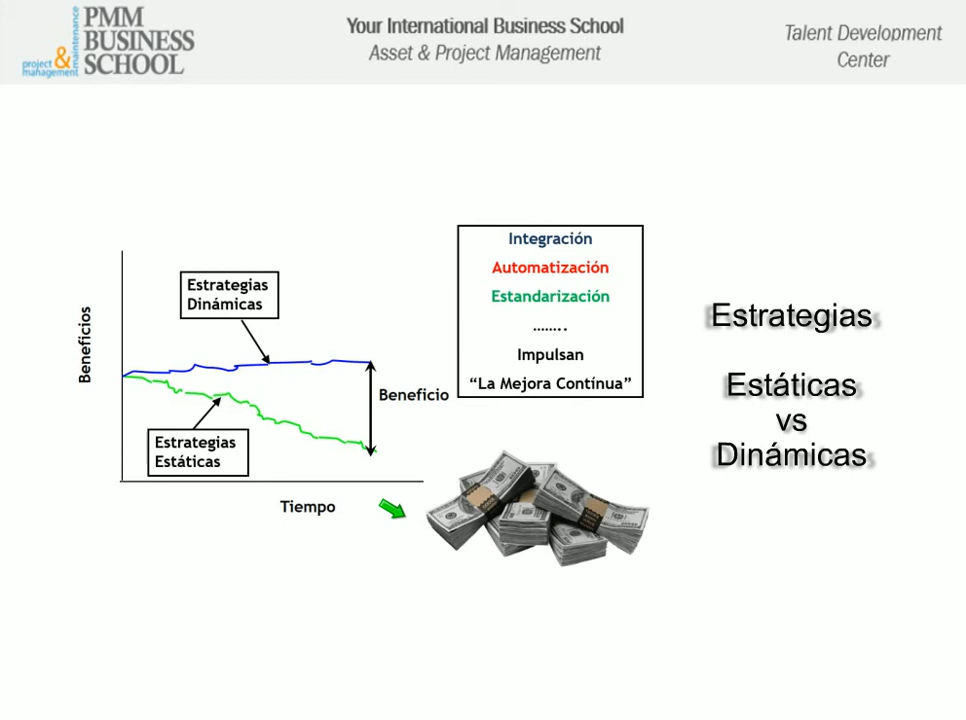 project & management
maintenance
PMM
BUSINESS
SCHOOL
Your International Business School
Asset & Project Management
Talent Development
Center
Beneficios
Estrategias
Dinámicas
Estrategias
Estáticas
Beneficio
Tiempo
Integración
Automatización
Estandarización
........
Impulsan
“La Mejora Contínua”
Estrategias
Estáticas
vs
Dinámicas